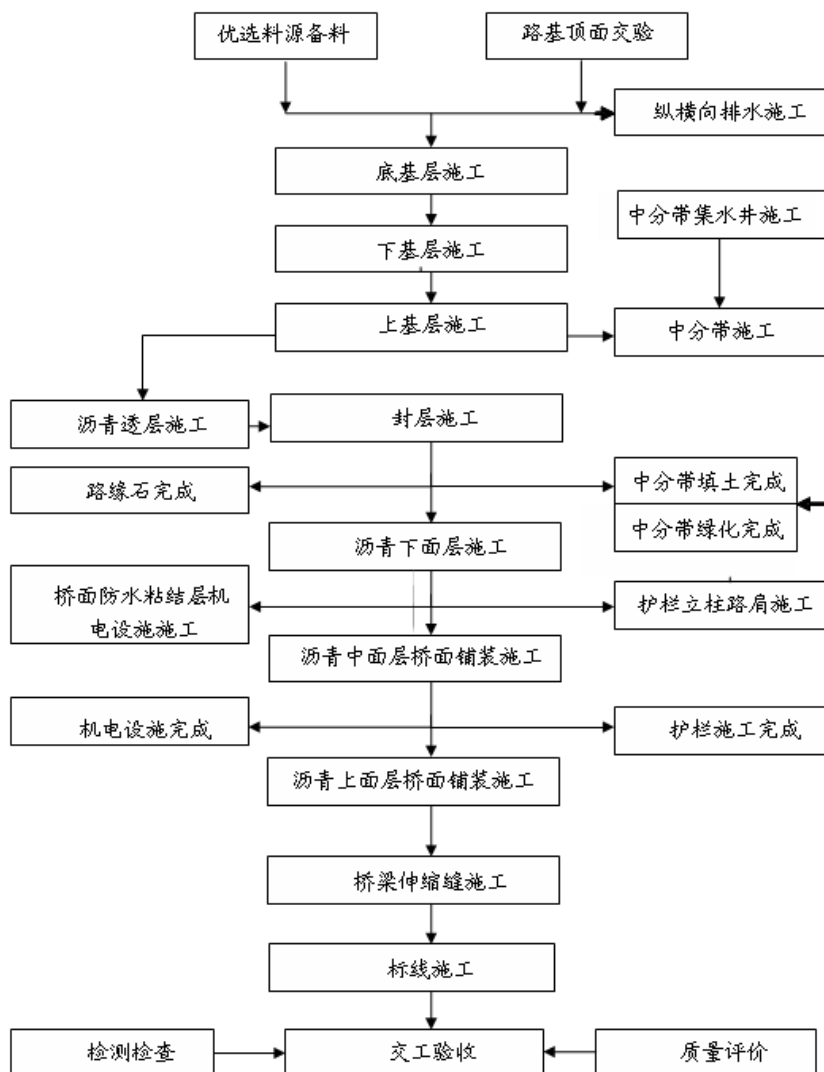 优选料源备料
路基顶面交验
纵横向排水施工
底基层施工
中分带集水井施工
下基层施工
上基层施工
中分带施工
沥青透层施工
封层施工
路缘石完成
中分带填土完成
中分带绿化完成
沥青下面层施工
桥面防水粘结层机
电设施施工
护栏立柱路肩施工
沥青中面层桥面铺装施工
机电设施完成
护栏施工完成
沥青上面层桥面铺装施工
桥梁伸缩缝施工
标线施工
检测检查
交工验收
质量评价